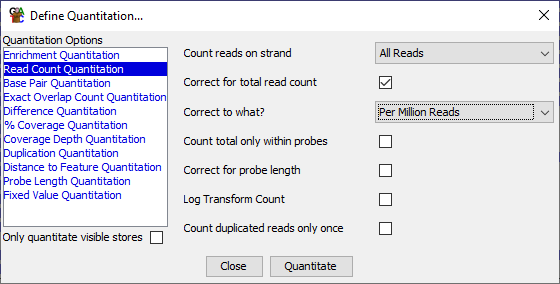 Define Quantitation...
Quantitation Options
Enrichment Quantitation
Read Count Quantitation
Base Pair Quantitation
Exact Overlap Count Quantitation
Difference Quantitation
% Coverage Quantitation
Coverage Depth Quantitation
Duplication Quantitation
Distance to Feature Quantitation
Probe Length Quantitation
Fixed Value Quantitation
Only quantitate visible stores
Count reads on strand All Reads
Correct for total read count
Correct to what? Per Million Reads
Count total only within probes
Correct for probe length
Log Transform Count
Count duplicated reads only once
Close Quantitate